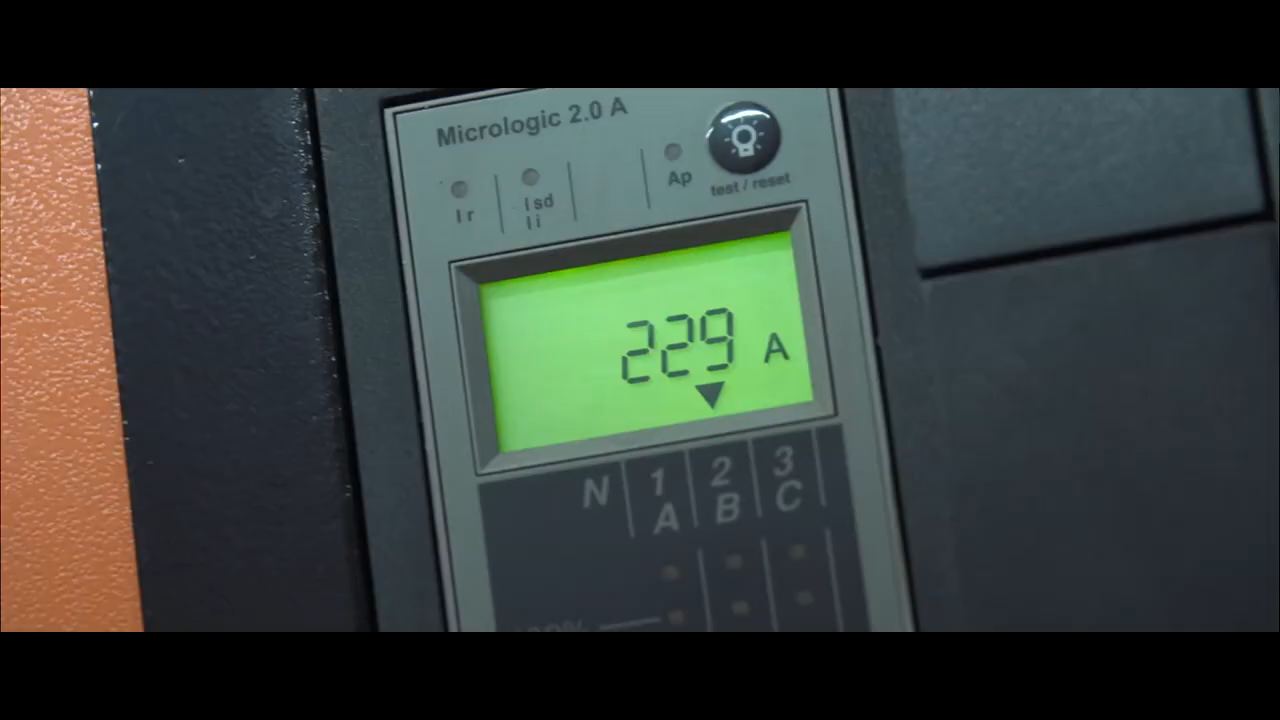 Micrologic 2.0 A
Ir
Isd
Ii
Ap
test / reset
229 A
N 1 2 3
A B C